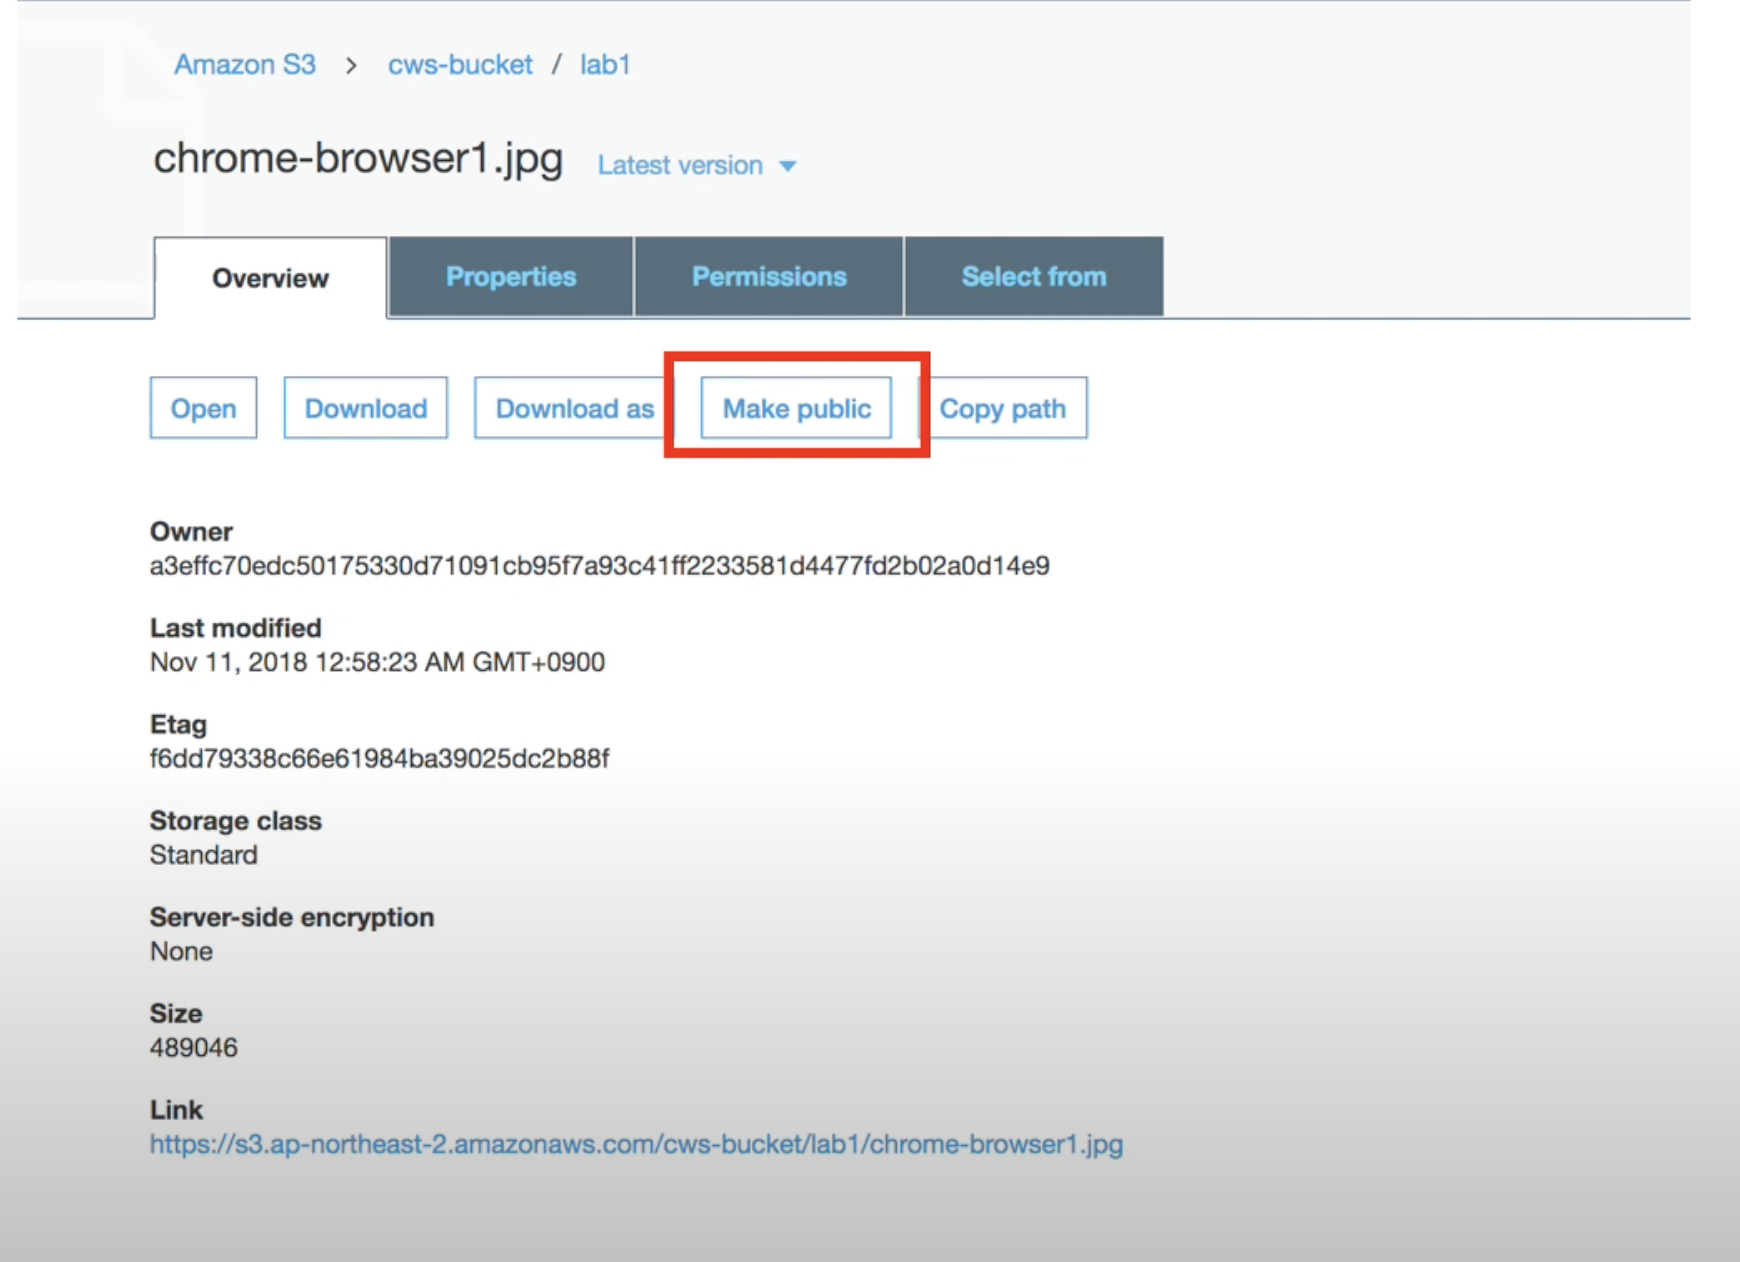 Amazon S3 > cws-bucket / lab1
chrome-browser1.jpg Latest version
Overview Properties Permissions Select from
Open Download Download as Make public Copy path
Owner
a3effc70edc50175330d71091cb95f7a93c41ff2233581d4477fd2b02a0d14e9
Last modified
Nov 11, 2018 12:58:23 AM GMT+0900
Etag
f6dd79338c66e61984ba39025dc2b88f
Storage class
Standard
Server-side encryption
None
Size
489046
Link
https://s3.ap-northeast-2.amazonaws.com/cws-bucket/lab1/chrome-browser1.jpg